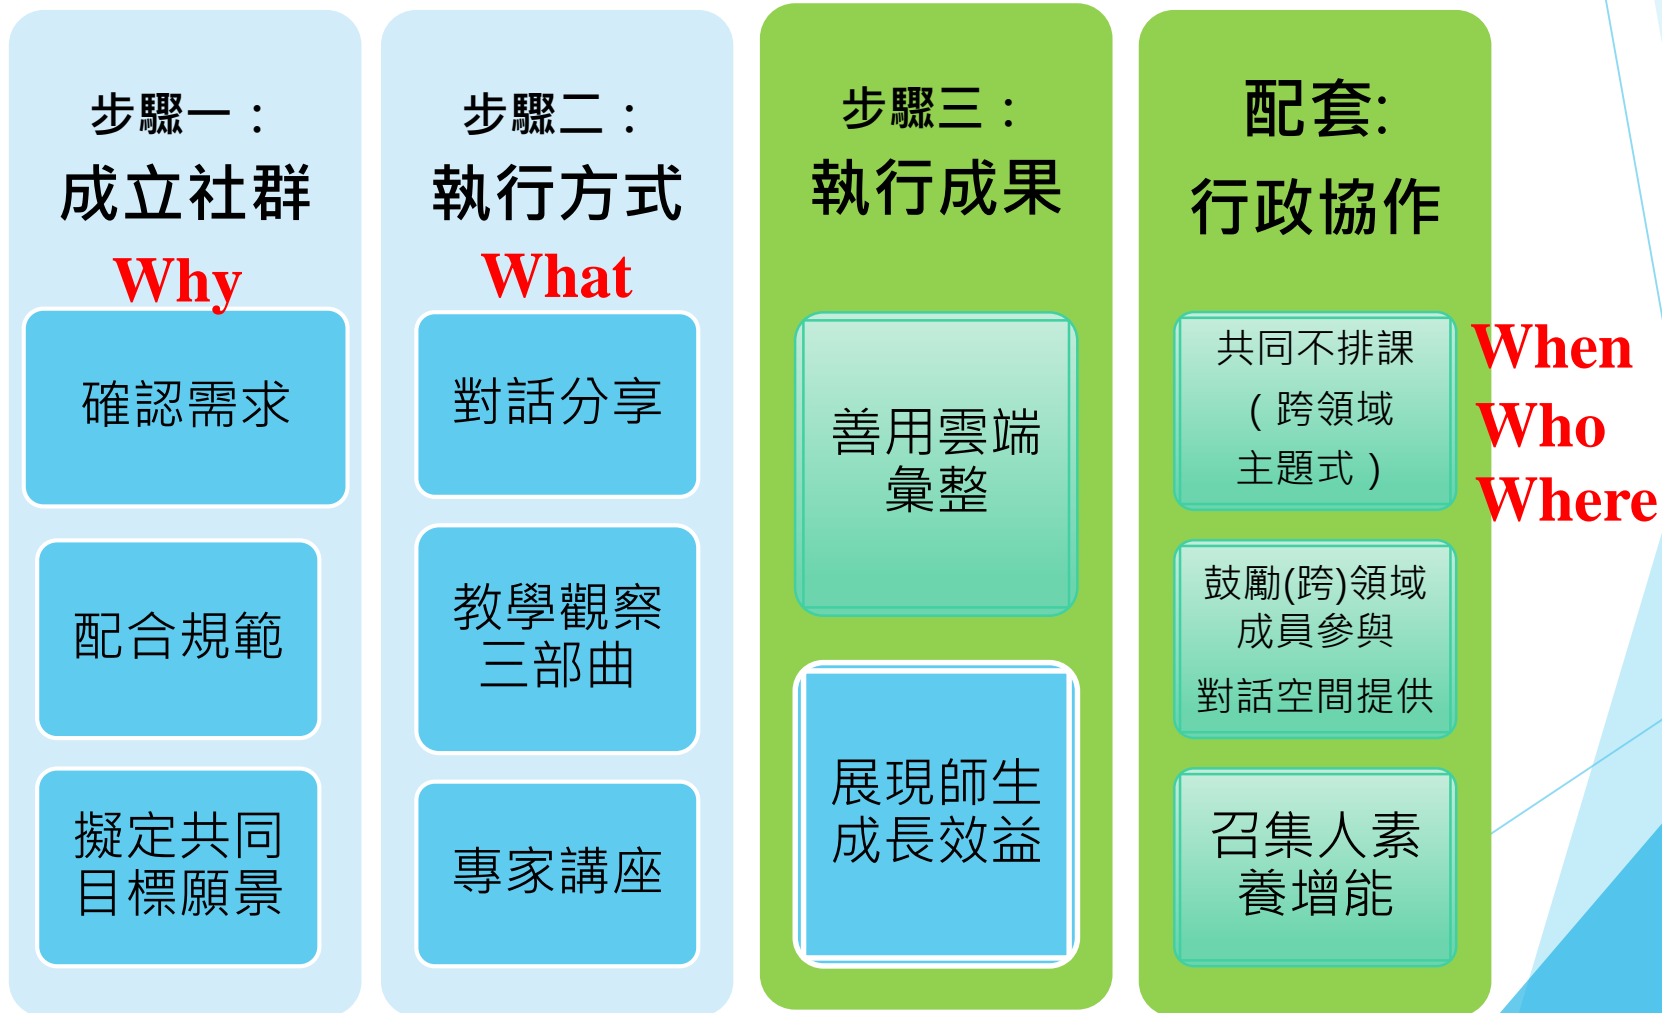 步驟一：
成立社群
Why
確認需求
配合規範
擬定共同
目標願景
步驟二：
執行方式
What
對話分享
教學觀察
三部曲
專家講座
步驟三：
執行成果
善用雲端
彙整
展現師生
成長效益
配套:
行政協作
共同不排課
（跨領域
主題式）
When
Who
Where
鼓勵(跨)領域
成員參與
對話空間提供
召集人素
養增能